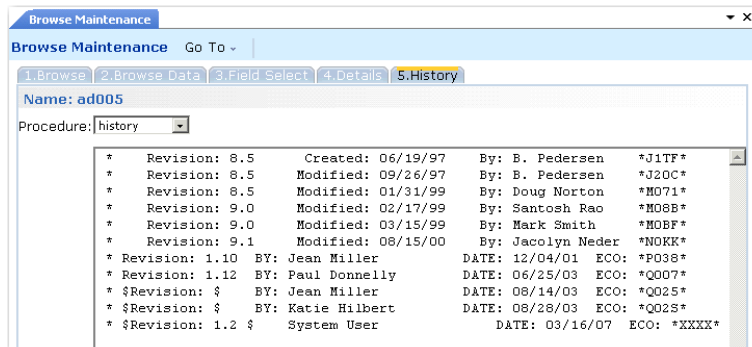 Browse Maintenance
Browse Maintenance Go To
1.Browse 2.Browse Data 3.Field Select 4.Details 5.History
Name: ad005
Procedure: history
* Revision: 8.5 Created: 06/19/97 By: B. Pedersen *J1TF*
* Revision: 8.5 Modified: 09/26/97 By: B. Pedersen *J20C*
* Revision: 8.5 Modified: 01/31/99 By: Doug Norton *M071*
* Revision: 9.0 Modified: 02/17/99 By: Santosh Rao *M08B*
* Revision: 9.0 Modified: 03/15/99 By: Mark Smith *M0BF*
* Revision: 9.1 Modified: 08/15/00 By: Jacolyn Neder *N0KK*
* Revision: 1.10 BY: Jean Miller DATE: 12/04/01 ECO: *P038*
* Revision: 1.12 BY: Paul Donnelly DATE: 06/25/03 ECO: *Q007*
* $Revision: $ BY: Jean Miller DATE: 08/14/03 ECO: *Q025*
* $Revision: $ BY: Katie Hilbert DATE: 08/28/03 ECO: *Q02S*
* $Revision: 1.2 $ System User DATE: 03/16/07 ECO: *XXXX*